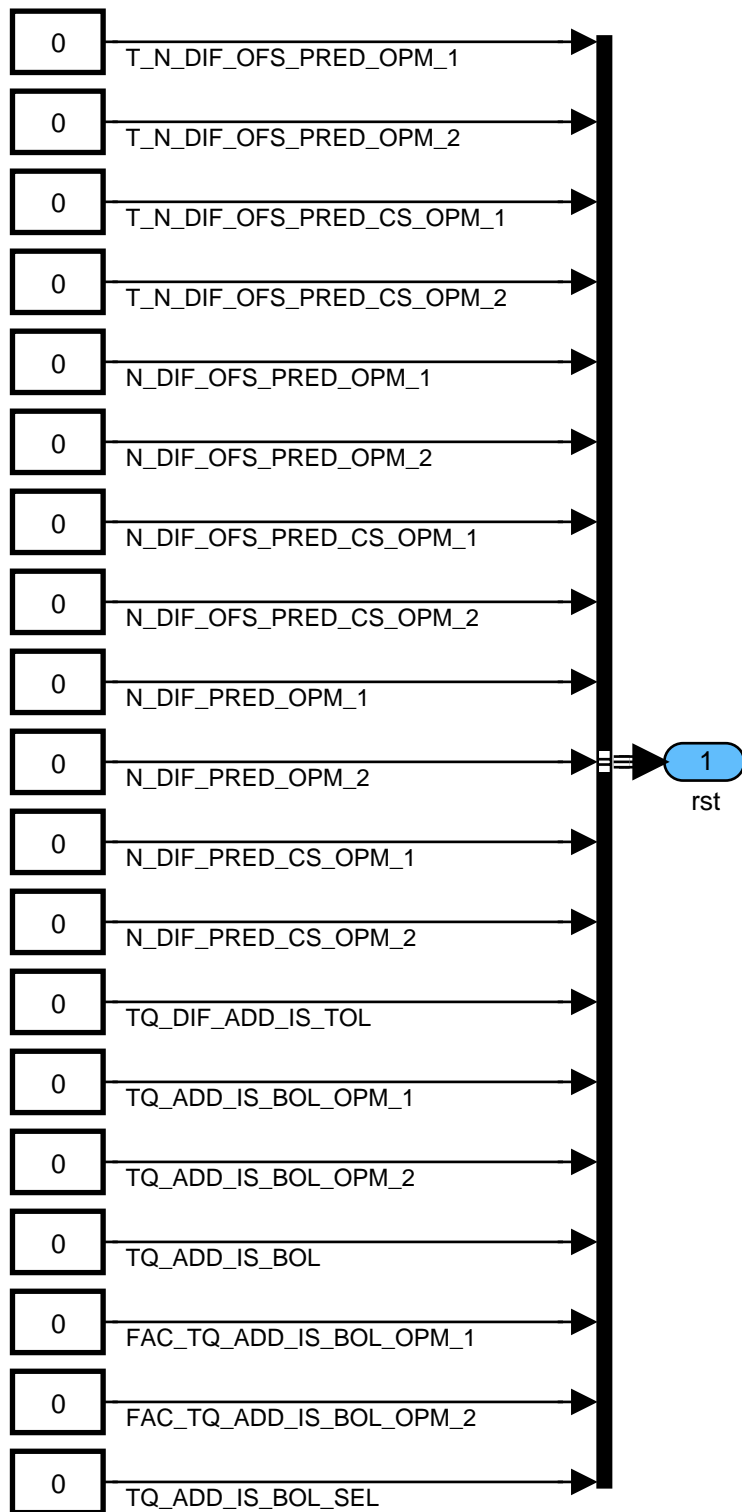 0
T_N_DIF_OFS_PRED_OPM_1
0
T_N_DIF_OFS_PRED_OPM_2
0
T_N_DIF_OFS_PRED_CS_OPM_1
0
T_N_DIF_OFS_PRED_CS_OPM_2
0
N_DIF_OFS_PRED_OPM_1
0
N_DIF_OFS_PRED_OPM_2
0
N_DIF_OFS_PRED_CS_OPM_1
0
N_DIF_OFS_PRED_CS_OPM_2
0
N_DIF_PRED_OPM_1
0
N_DIF_PRED_OPM_2
1
rst
0
N_DIF_PRED_CS_OPM_1
0
N_DIF_PRED_CS_OPM_2
0
TQ_DIF_ADD_IS_TOL
0
TQ_ADD_IS_BOL_OPM_1
0
TQ_ADD_IS_BOL_OPM_2
0
TQ_ADD_IS_BOL
0
FAC_TQ_ADD_IS_BOL_OPM_1
0
FAC_TQ_ADD_IS_BOL_OPM_2
0
TQ_ADD_IS_BOL_SEL